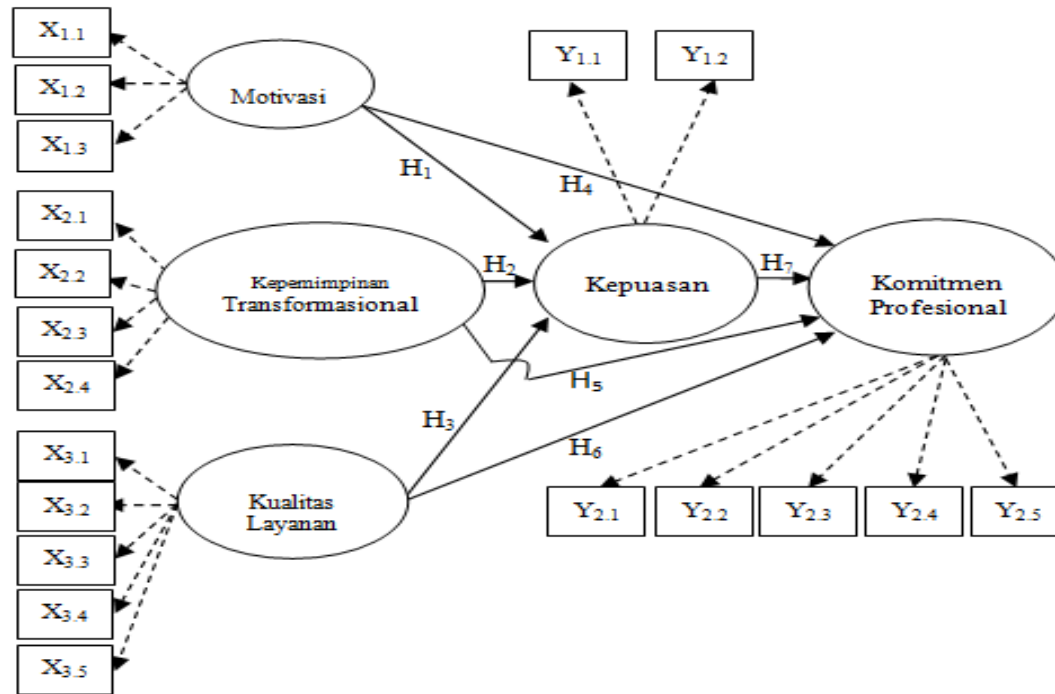 X1.1
X1.2
X1.3
Motivasi
Y1.1
Y1.2
H1
H4
X2.1
X2.2
X2.3
X2.4
Kepemimpinan
Transformasional
H2
Kepuasan
H7
Komitmen
Profesional
H5
H3
H6
X3.1
X3.2
X3.3
X3.4
X3.5
Kualitas
Layanan
Y2.1
Y2.2
Y2.3
Y2.4
Y2.5